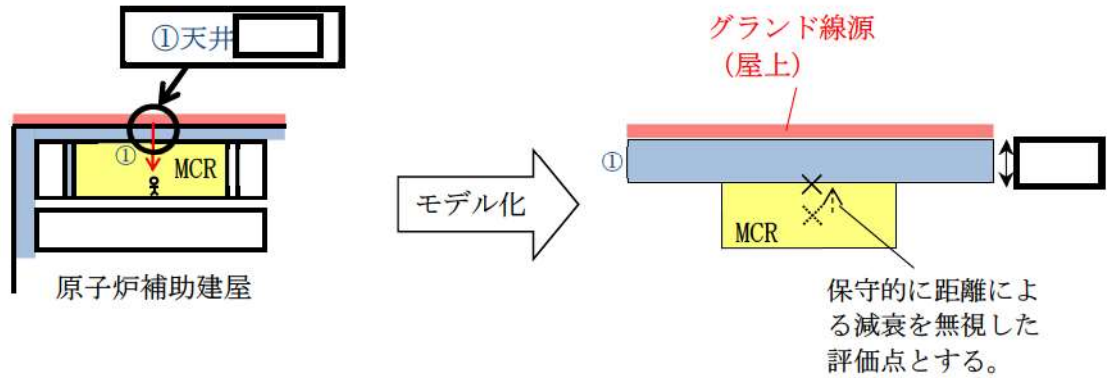 ①天井
①
MCR
原子炉補助建屋
モデル化
グランド線源
（屋上）
①
MCR
保守的に距離によ
る減衰を無視した
評価点とする。